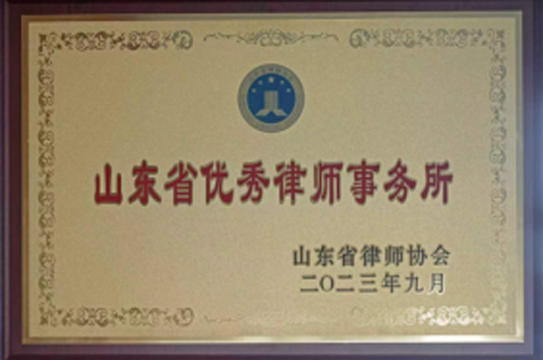 山东省优秀律师事务所
山东省律师协会
二〇二三年九月